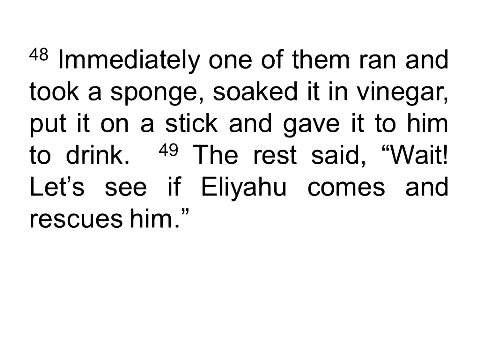 48 Immediately one of them ran and
took a sponge, soaked it in vinegar,
put it on a stick and gave it to him
to drink. 49 The rest said, “Wait!
Let’s see if Eliyahu comes and
rescues him.”